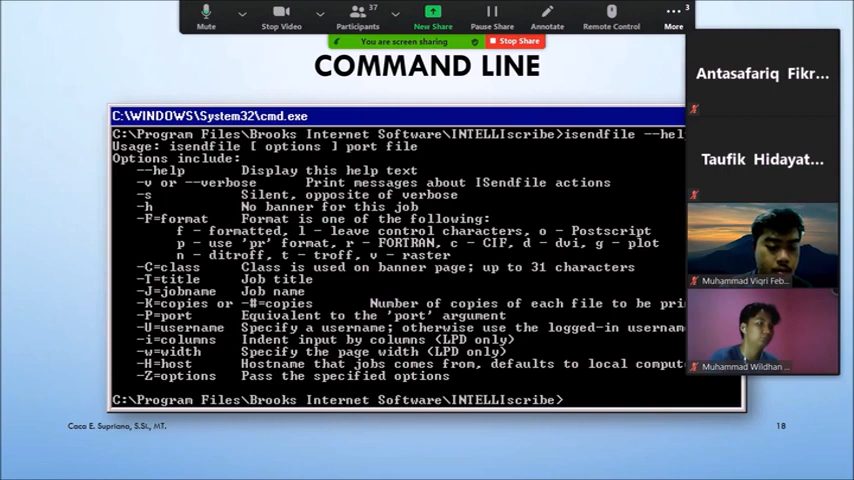 37
3
Mute
Stop Video
Participants
New Share
Pause Share
Annotate
Remote Control
More
You are screen sharing
Stop Share
COMMAND LINE
Antasafariq Fikr...
Taufik Hidayat...
Muhammad Viqri Feb...
Muhammad Wildhan ...
C:\WINDOWS\System32\cmd.exe
C:\Program Files\Brooks Internet Software\INTELLIscribe>isendfile --help
Usage: isendfile [ options ] port file
Options include:
--help Display this help text
-v or --verbose Print messages about ISendfile actions
-s Silent, opposite of verbose
-h No banner for this job
-F=format Format is one of the following:
f - formatted, l - leave control characters, o - Postscript
p - use 'pr' format, r - FORTRAN, c - CIF, d - dvi, g - plot
n - ditroff, t - troff, v - raster
-C=class Class is used on banner page; up to 31 characters
-T=title Job title
-J=jobname Job name
-K=copies or -#=copies Number of copies of each file to be pri
-P=port Equivalent to the 'port' argument
-U=username Specify a username; otherwise use the logged-in username
-i=columns Indent input by columns (LPD only)
-w=width Specify the page width (LPD only)
-H=host Hostname that jobs comes from, defaults to local compute
-Z=options Pass the specified options
C:\Program Files\Brooks Internet Software\INTELLIscribe>
Caca E. Supriana, S.Si., MT.
18